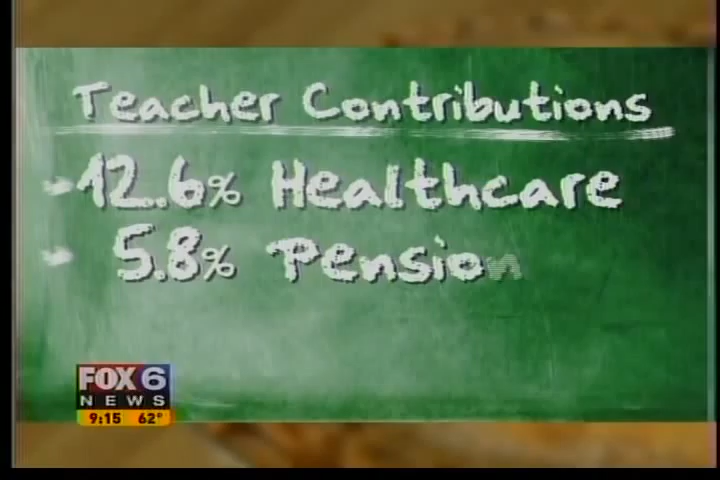 Teacher Contributions
- 12.6% Healthcare
- 5.8% Pension
FOX 6
NEWS
9:15 62°